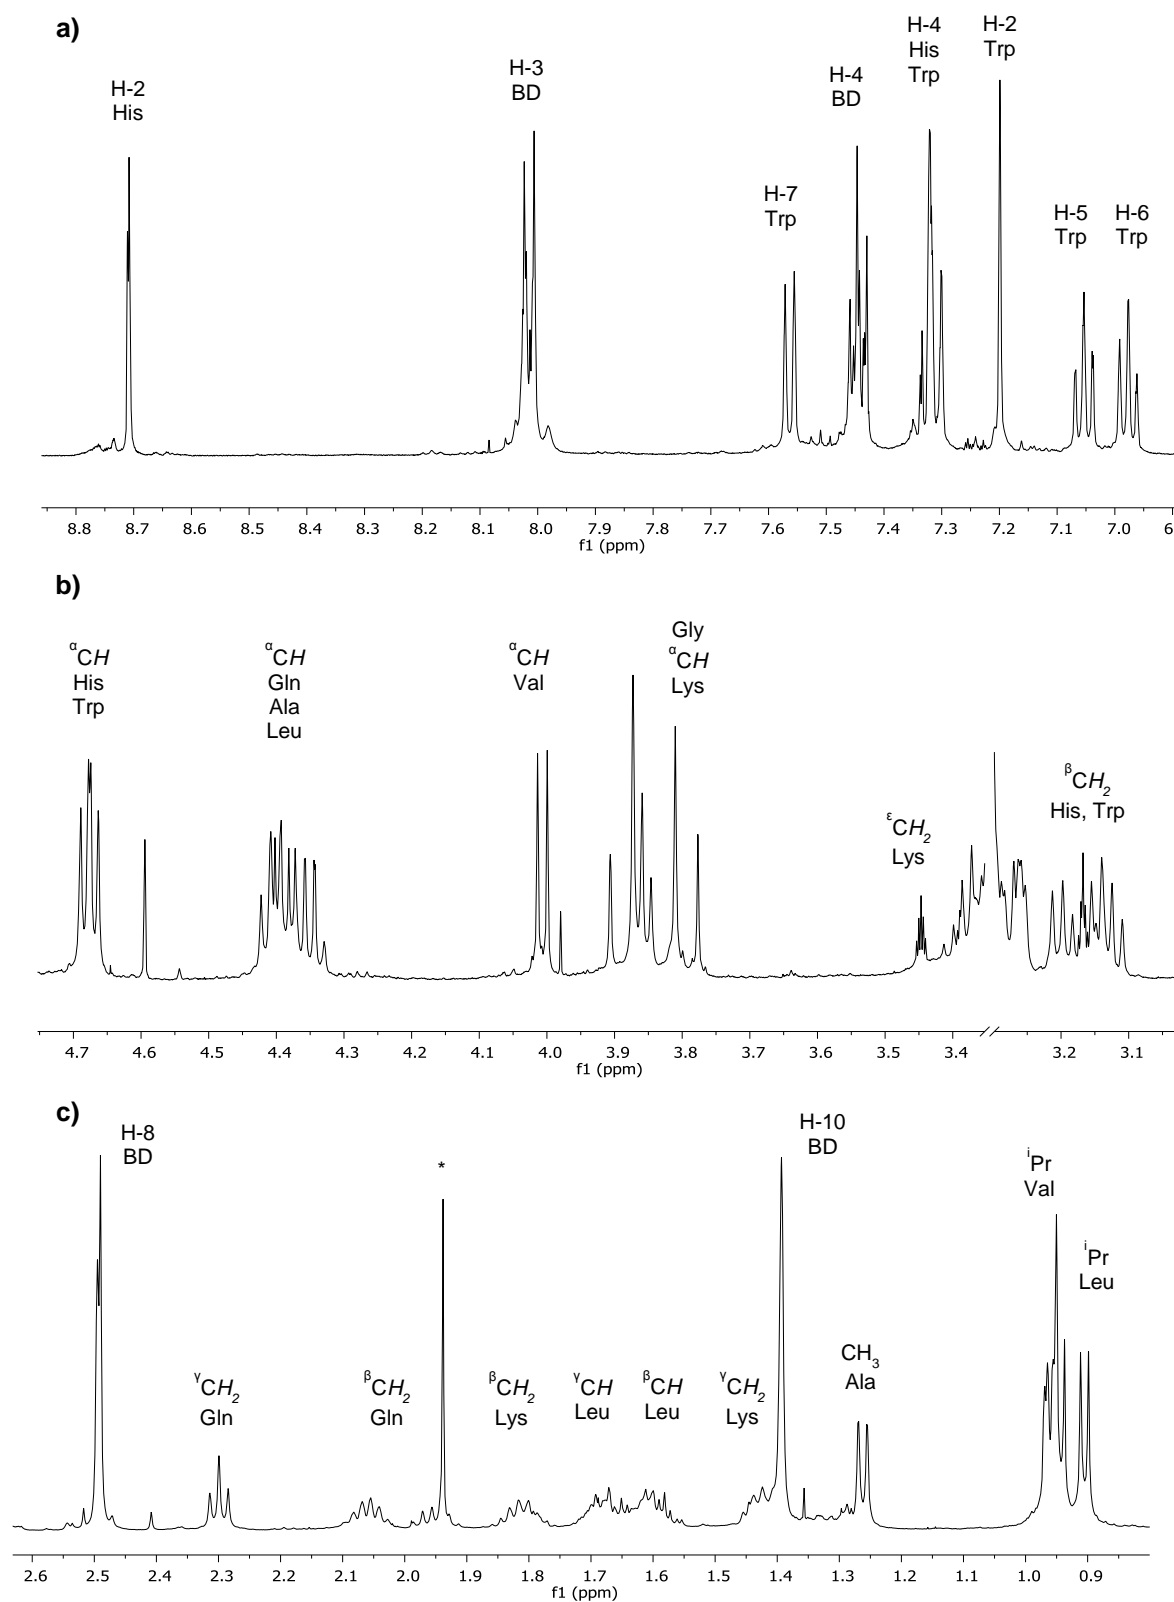 a)
H-2
His
H-3
BD
H-7
Trp
H-4
BD
H-4
His
Trp
H-2
Trp
H-5
Trp
H-6
Trp
8.8 8.7 8.6 8.5 8.4 8.3 8.2 8.1 8.0 7.9 7.8 7.7 7.6 7.5 7.4 7.3 7.2 7.1 7.0 6
f1 (ppm)
b)
αCH
His
Trp
αCH
Gln
Ala
Leu
αCH
Val
Gly
αCH
Lys
εCH2
Lys
βCH2
His, Trp
4.7 4.6 4.5 4.4 4.3 4.2 4.1 4.0 3.9 3.8 3.7 3.6 3.5 3.4 3.2 3.1
f1 (ppm)
c)
H-8
BD
γCH2
Gln
βCH2
Gln
*
βCH2
Lys
γCH
Leu
βCH
Leu
γCH2
Lys
H-10
BD
CH3
Ala
iPr
Val
iPr
Leu
2.6 2.5 2.4 2.3 2.2 2.1 2.0 1.9 1.8 1.7 1.6 1.5 1.4 1.3 1.2 1.1 1.0 0.9
f1 (ppm)